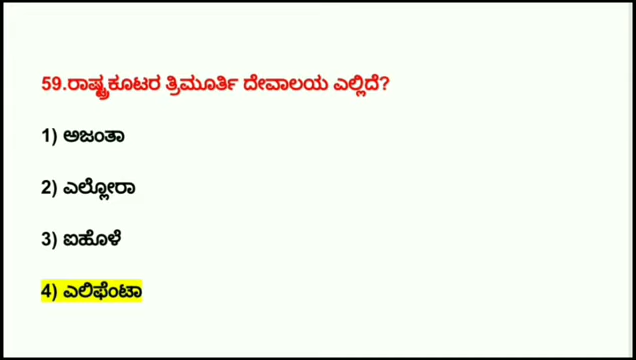 59.ರಾಷ್ಟ್ರಕೂಟರ ತ್ರಿಮೂರ್ತಿ ದೇವಾಲಯ ಎಲ್ಲಿದೆ?
1) ಅಜಂತಾ
2) ಎಲ್ಲೋರಾ
3) ಐಹೊಳೆ
4) ಎಲಿಫೆಂಟಾ